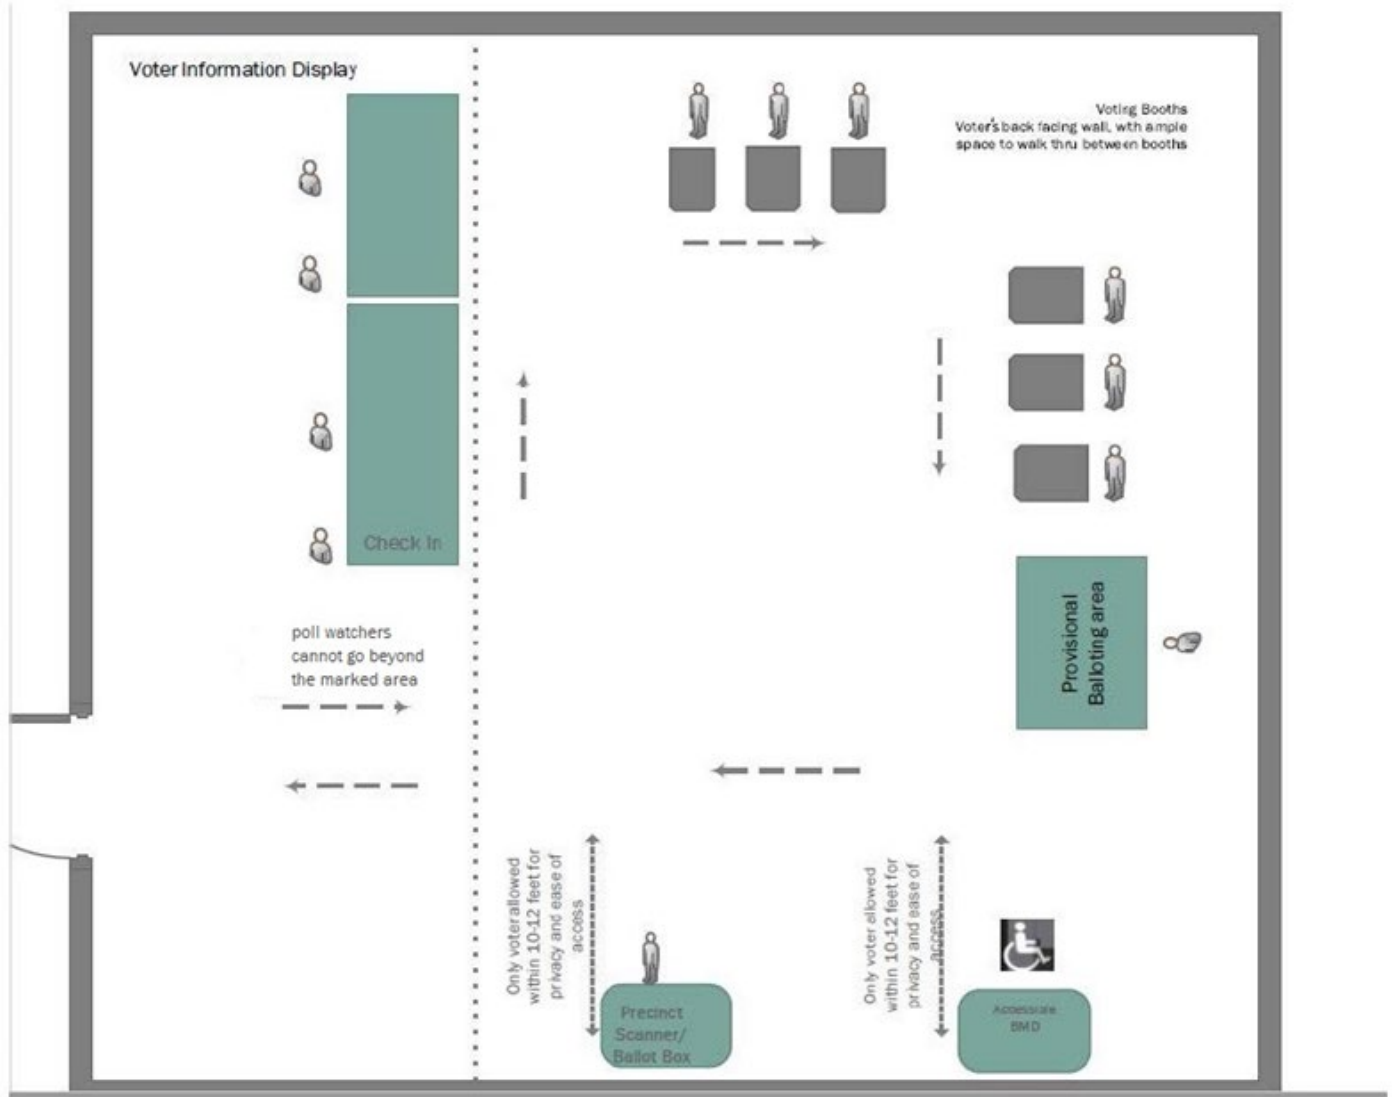 Voter Information Display
Voting Booths
Voter's back facing wall, wth ample
space to walk thru between booths
Check In
poll watchers
cannot go beyond
the marked area
Provisional
Balloting area
Only voter allowed
within 10-12 feet for
privacy and ease of
access
Only voter allowed
within 10-12 feet for
privacy and ease of
access
Precinct
Scanner/
Ballot Box
BMD